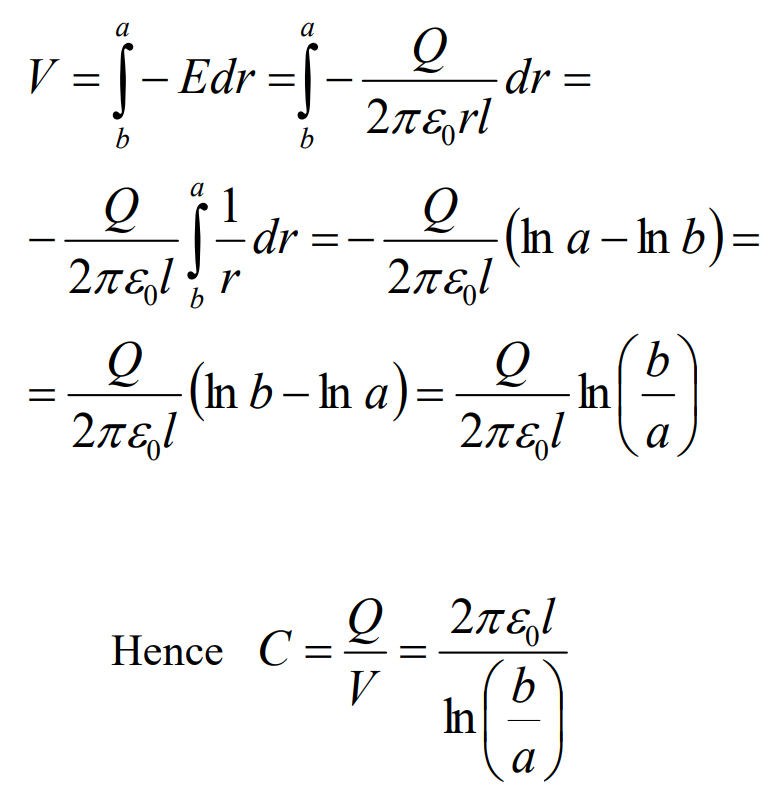 V = ∫_b^a − Edr = ∫_b^a − Q/(2πε₀rl) dr =
− Q/(2πε₀l) ∫_b^a 1/r dr = − Q/(2πε₀l) (ln a − ln b) =
= Q/(2πε₀l) (ln b − ln a) = Q/(2πε₀l) ln(b/a)
Hence C = Q/V = 2πε₀l / ln(b/a)